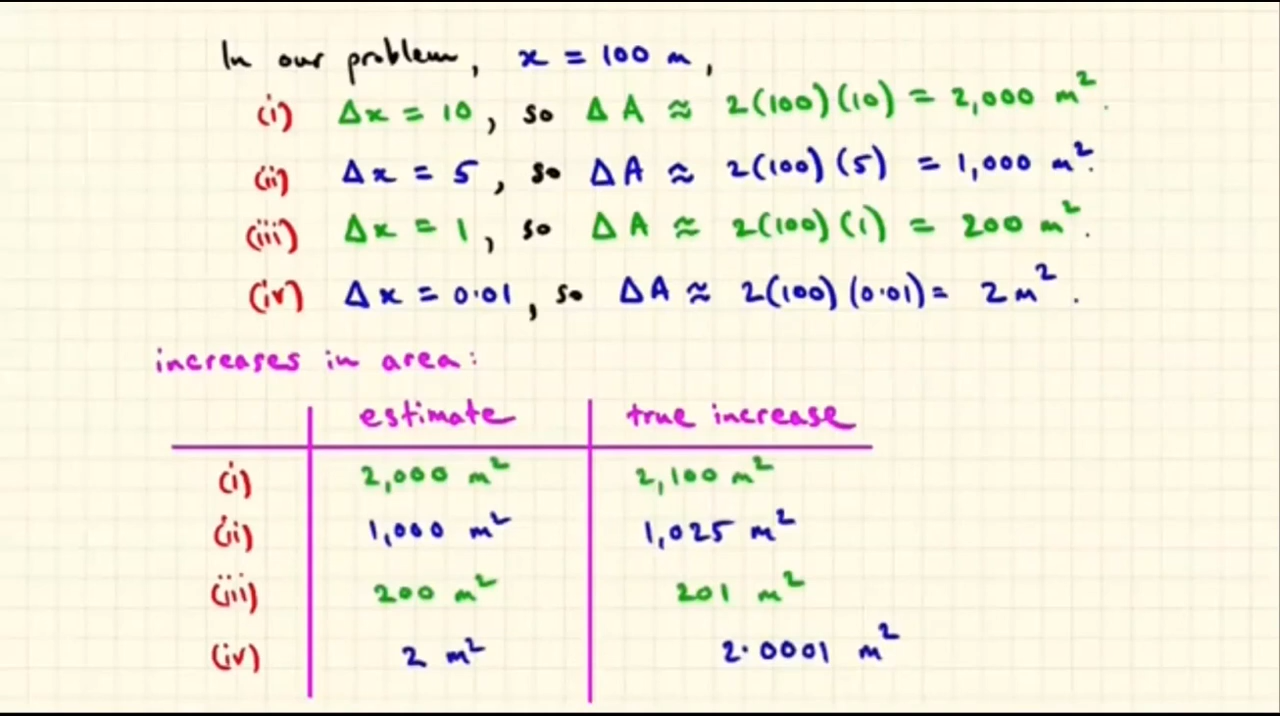 In our problem, x = 100 m,
(i) Δx = 10, so ΔA ≈ 2(100)(10) = 2,000 m².
(ii) Δx = 5, so ΔA ≈ 2(100)(5) = 1,000 m².
(iii) Δx = 1, so ΔA ≈ 2(100)(1) = 200 m².
(iv) Δx = 0·01, so ΔA ≈ 2(100)(0·01) = 2 m².
increases in area:
estimate true increase
(i) 2,000 m² 2,100 m²
(ii) 1,000 m² 1,025 m²
(iii) 200 m² 201 m²
(iv) 2 m² 2·0001 m²